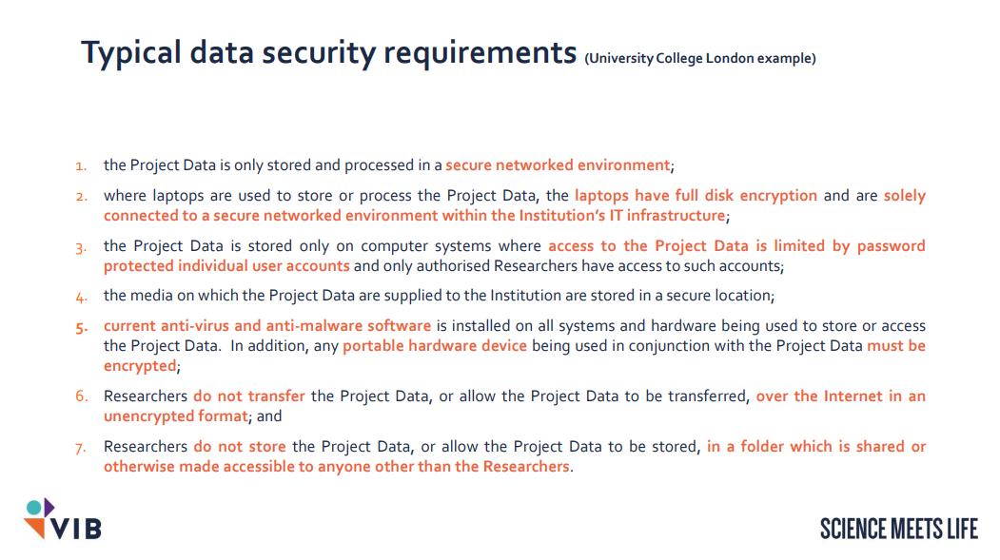 Typical data security requirements (University College London example)
1. the Project Data is only stored and processed in a secure networked environment;
2. where laptops are used to store or process the Project Data, the laptops have full disk encryption and are solely
connected to a secure networked environment within the Institution's IT infrastructure;
3. the Project Data is stored only on computer systems where access to the Project Data is limited by password
protected individual user accounts and only authorised Researchers have access to such accounts;
4. the media on which the Project Data are supplied to the Institution are stored in a secure location;
5. current anti-virus and anti-malware software is installed on all systems and hardware being used to store or access
the Project Data. In addition, any portable hardware device being used in conjunction with the Project Data must be
encrypted;
6. Researchers do not transfer the Project Data, or allow the Project Data to be transferred, over the Internet in an
unencrypted format; and
7. Researchers do not store the Project Data, or allow the Project Data to be stored, in a folder which is shared or
otherwise made accessible to anyone other than the Researchers.
VIB
SCIENCE MEETS LIFE